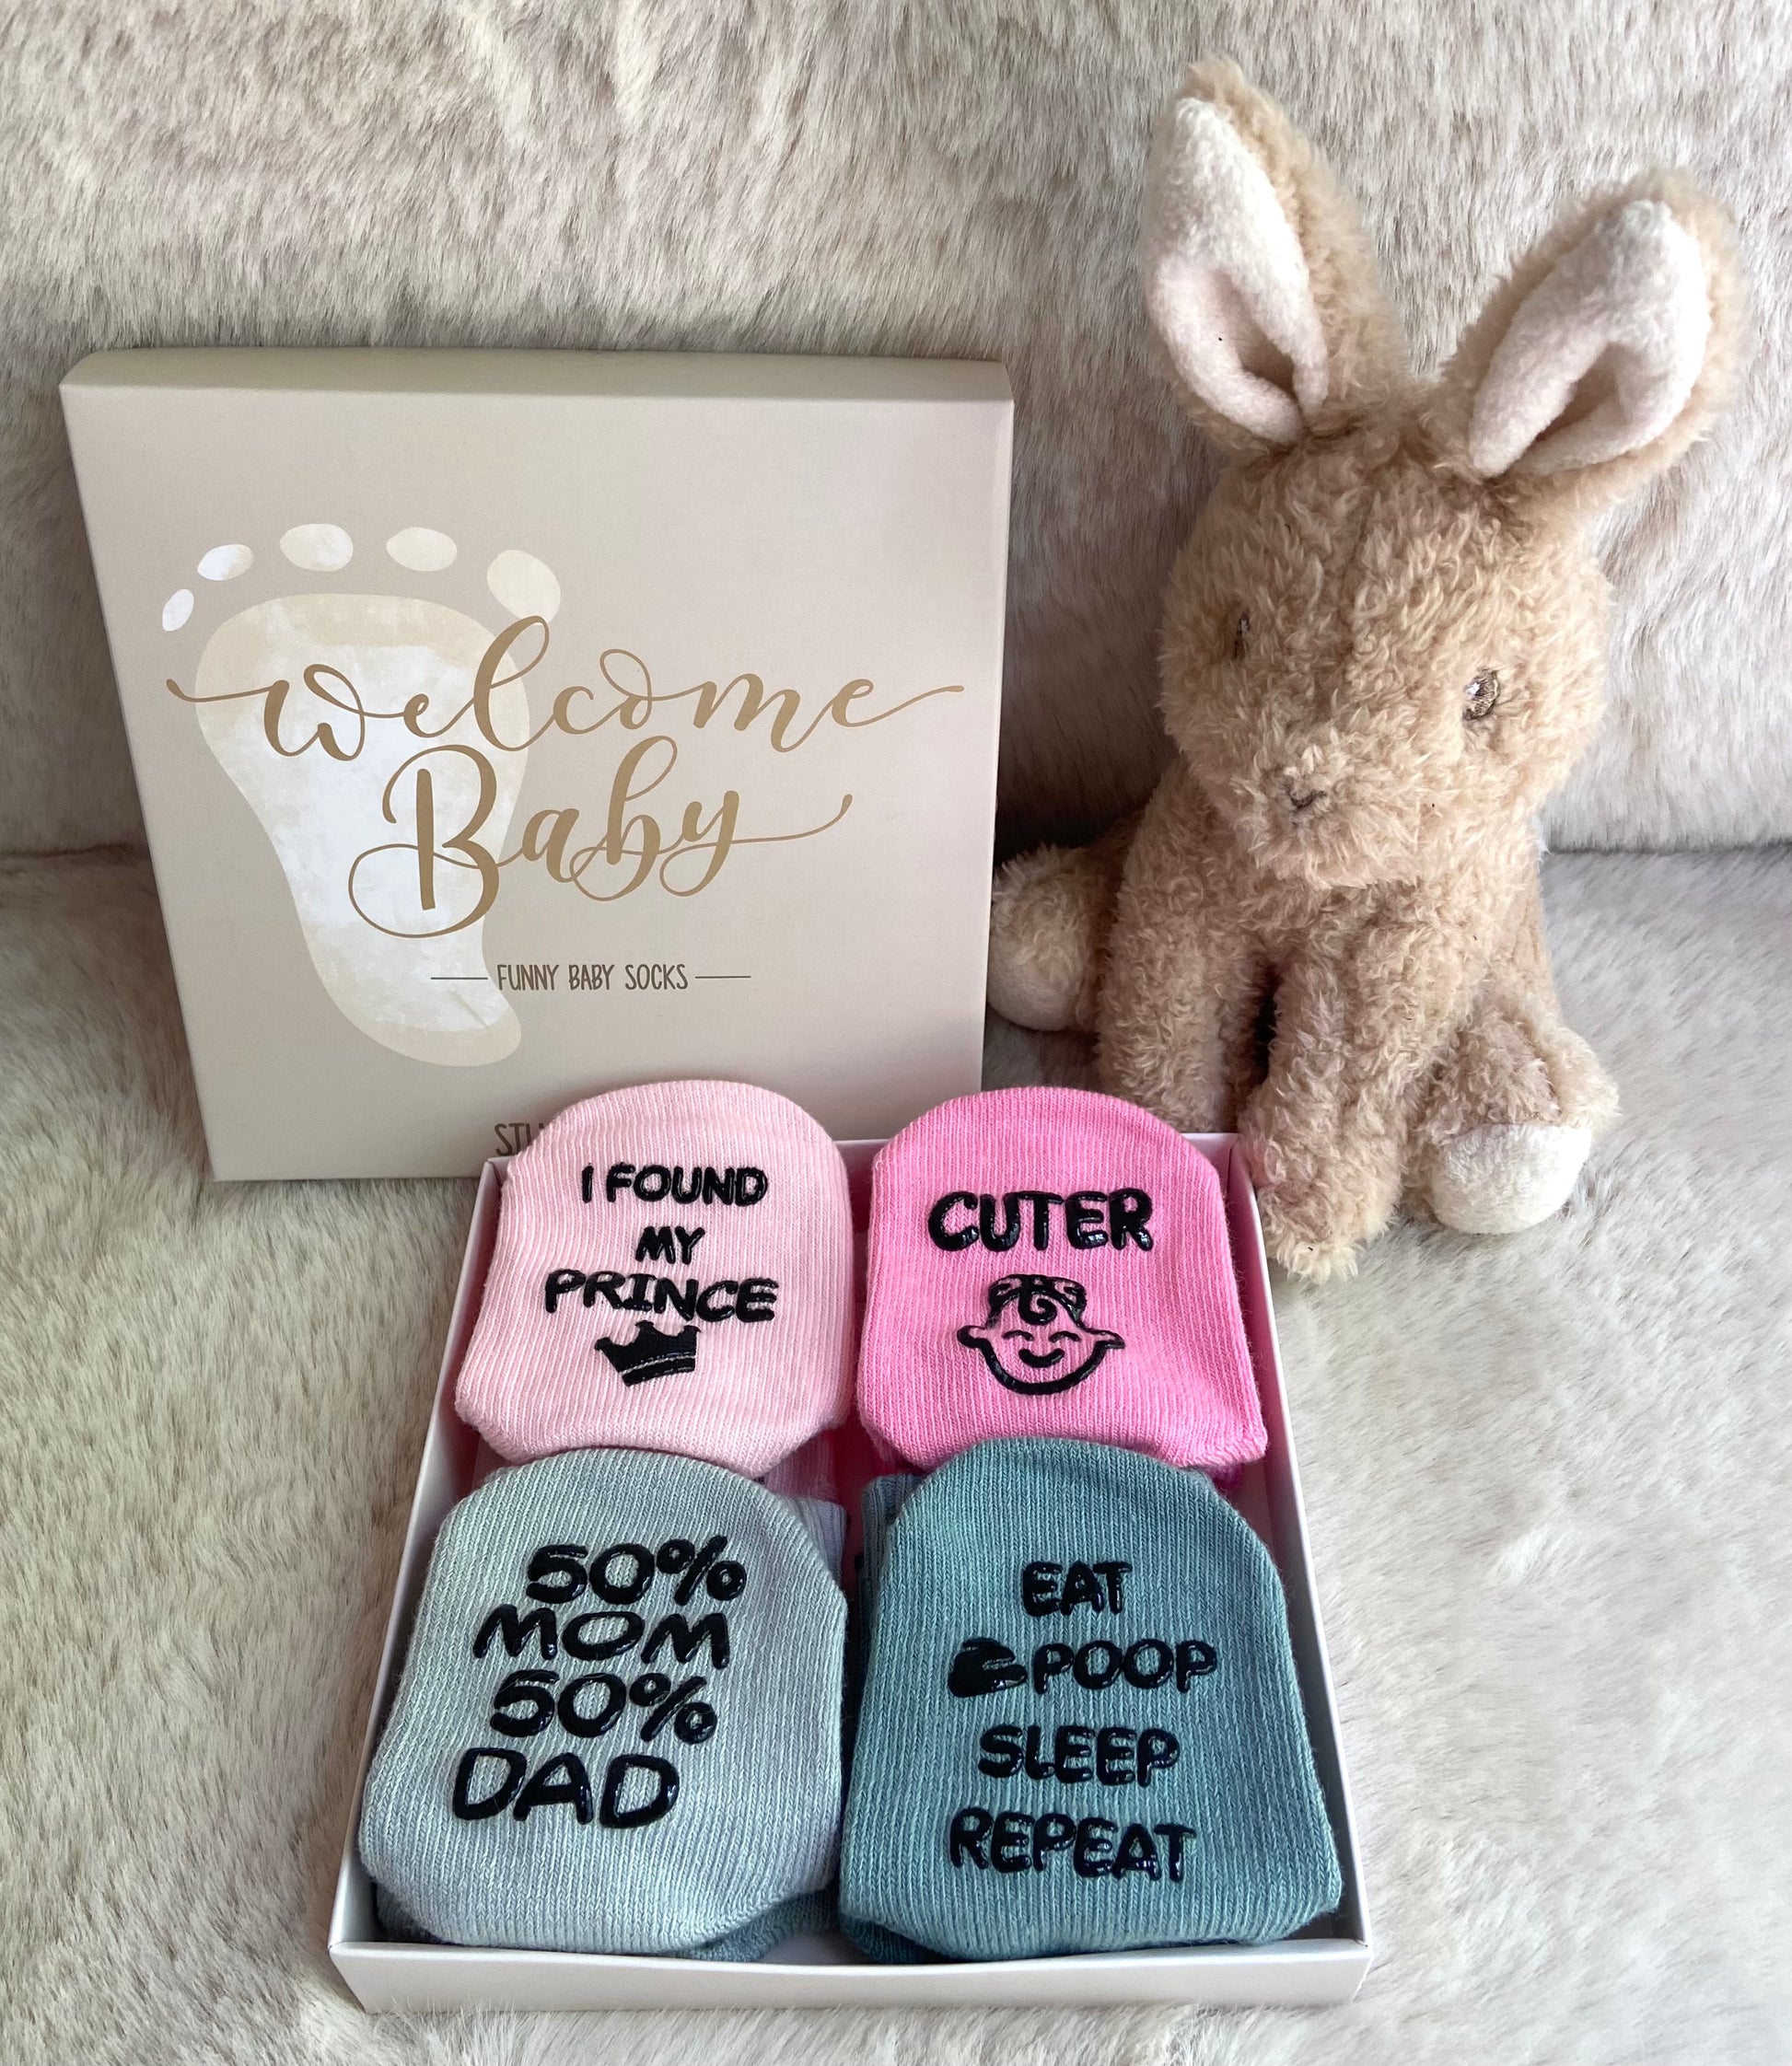 welcome
Baby
FUNNY BABY SOCKS
I FOUND
MY
PRINCE
CUTER
50%
MOM
50%
DAD
EAT
POOP
SLEEP
REPEAT